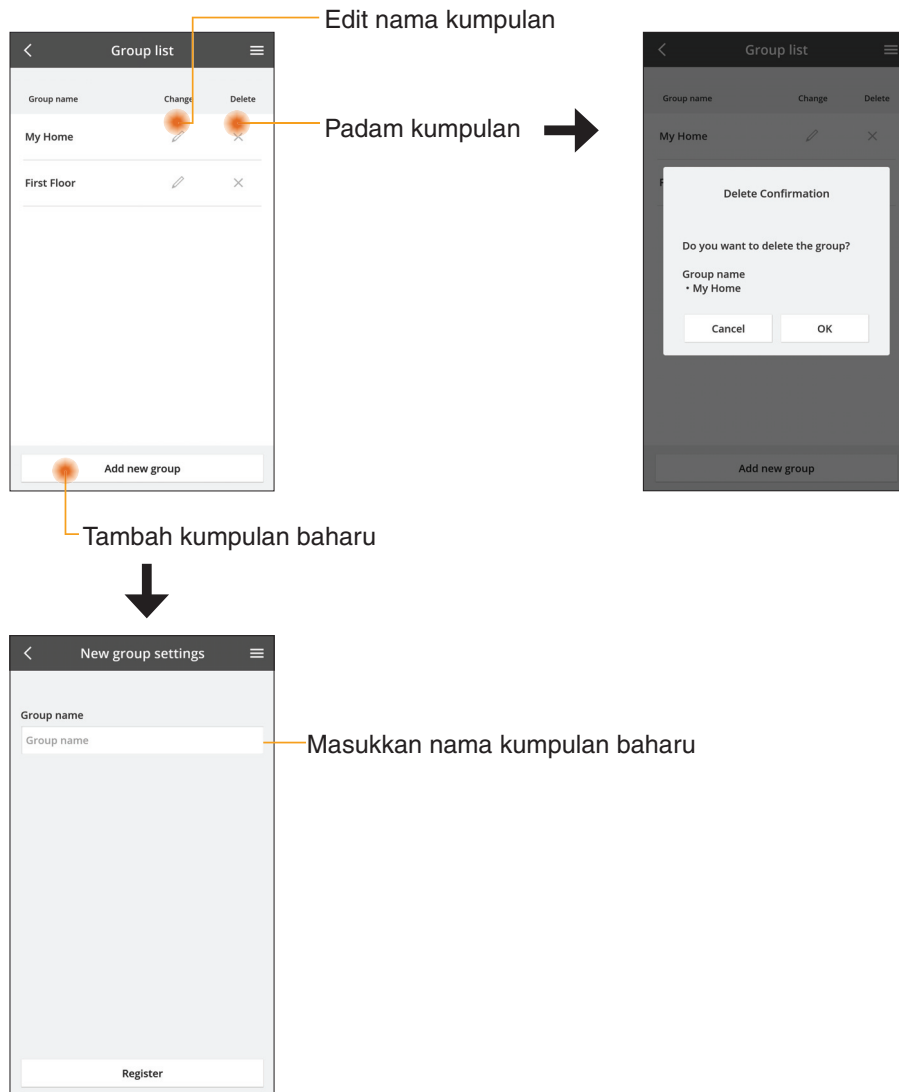 Edit nama kumpulan
Group list
Group name Change Delete
My Home
First Floor
Add new group
Padam kumpulan
Group list
Group name Change Delete
My Home
F
Delete Confirmation
Do you want to delete the group?
Group name
• My Home
Cancel OK
Add new group
Tambah kumpulan baharu
New group settings
Group name
Group name
Masukkan nama kumpulan baharu
Register